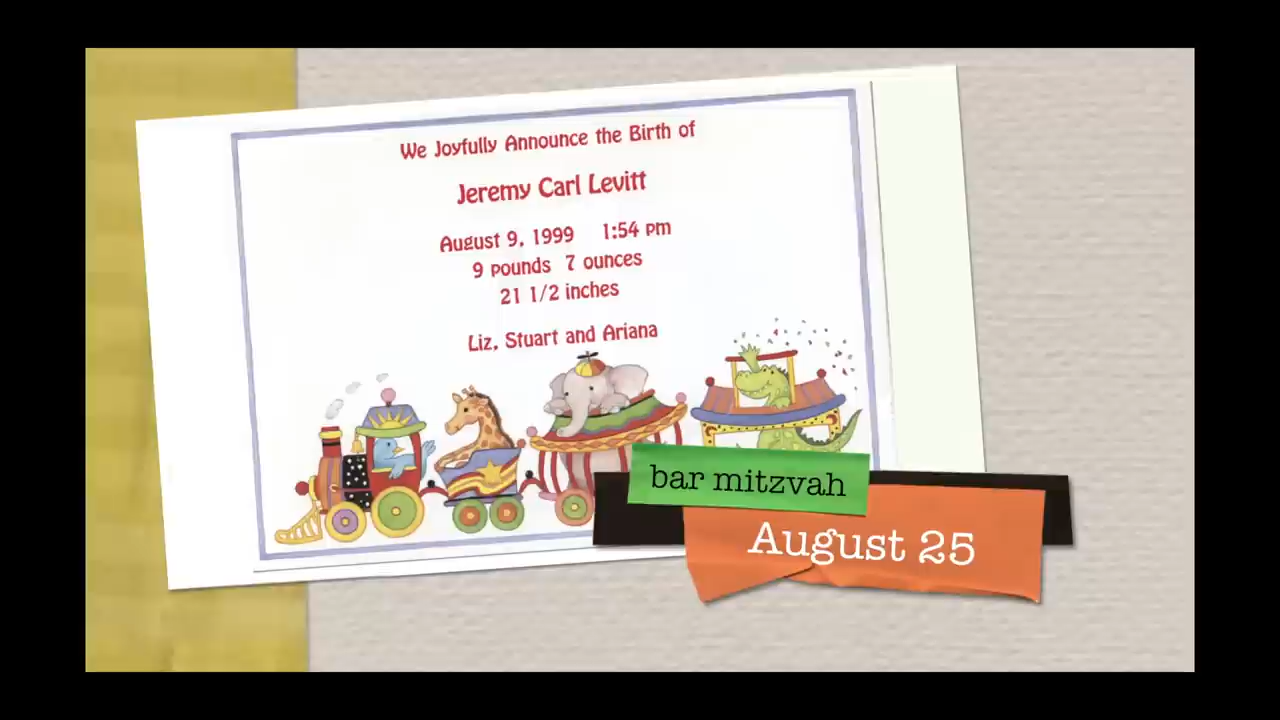 We Joyfully Announce the Birth of
Jeremy Carl Levitt
August 9, 1999 1:54 pm
9 pounds 7 ounces
21 1/2 inches
Liz, Stuart and Ariana
bar mitzvah
August 25